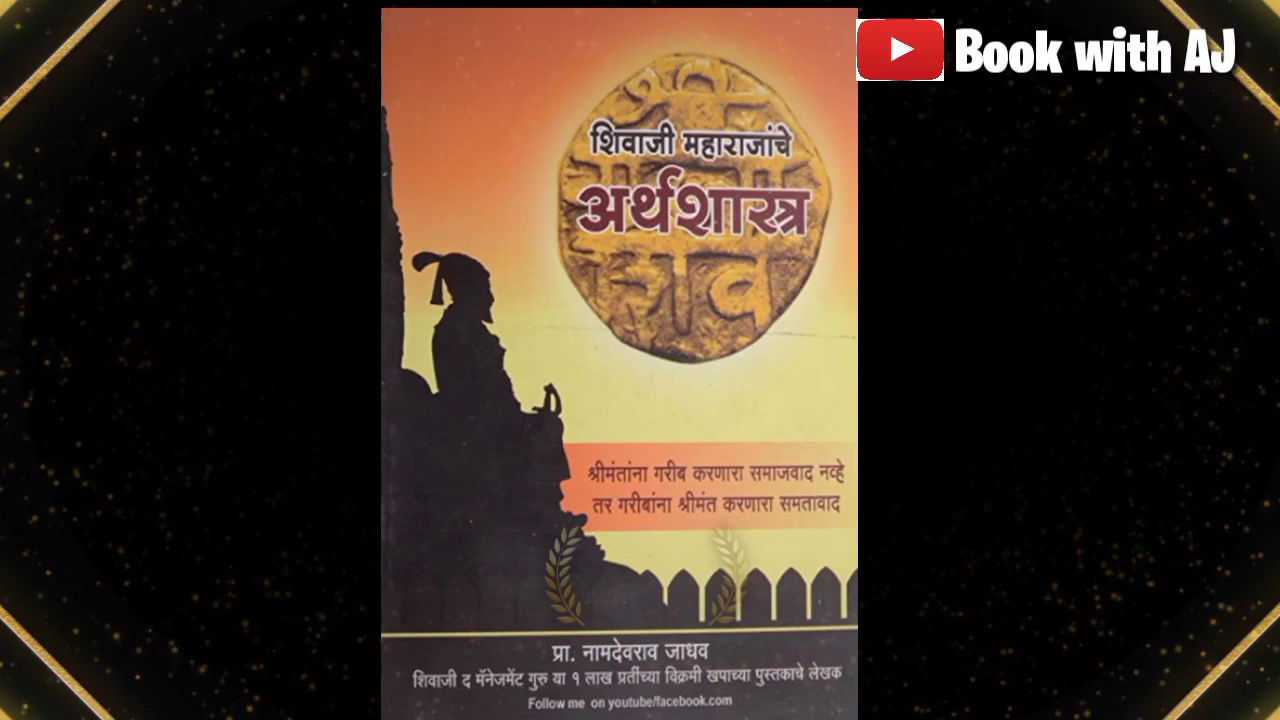 Book with AJ
शिवाजी महाराजांचे
अर्थशास्त्र
शिव
श्रीमंतांना गरीब करणारा समाजवाद नव्हे
तर गरीबांना श्रीमंत करणारा समतावाद
प्रा. नामदेवराव जाधव
शिवाजी द मॅनेजमेंट गुरु या १ लाख प्रतींच्या विक्रमी खपाच्या पुस्तकाचे लेखक
Follow me on youtube/facebook.com